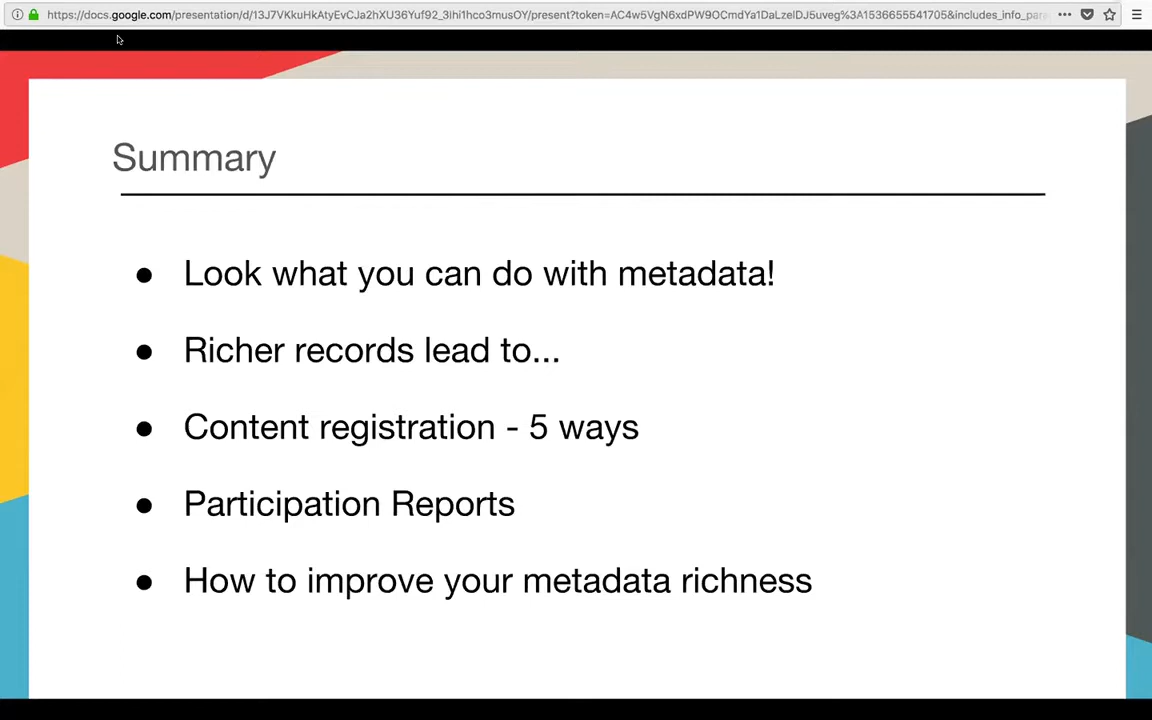 Summary
● Look what you can do with metadata!
● Richer records lead to...
● Content registration - 5 ways
● Participation Reports
● How to improve your metadata richness